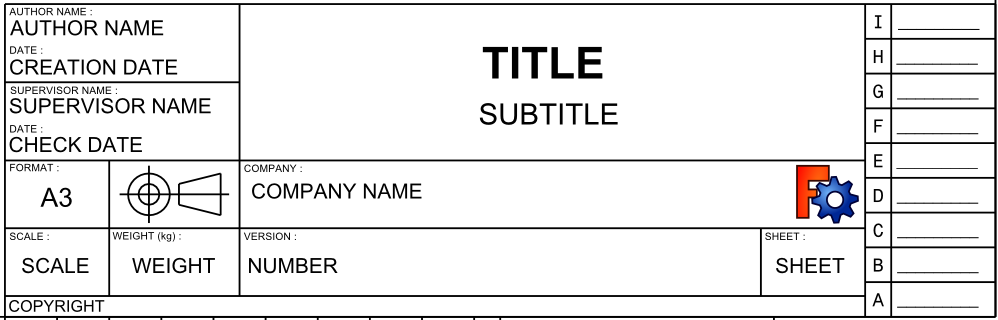 AUTHOR NAME :
AUTHOR NAME
DATE :
CREATION DATE
SUPERVISOR NAME :
SUPERVISOR NAME
DATE :
CHECK DATE
TITLE
SUBTITLE
FORMAT :
A3
COMPANY :
COMPANY NAME
SCALE :
SCALE
WEIGHT (kg) :
WEIGHT
VERSION :
NUMBER
SHEET :
SHEET
COPYRIGHT
I
H
G
F
E
D
C
B
A